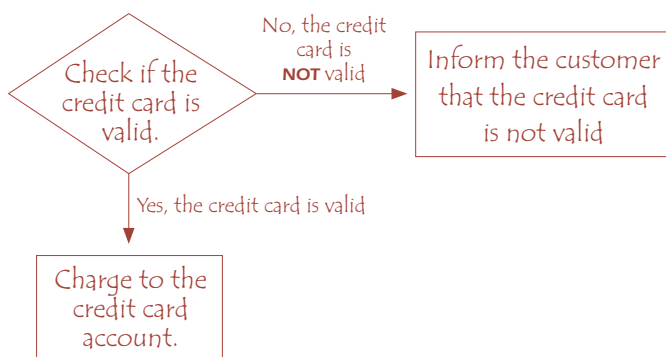 Check if the
credit card is
valid.
No, the credit
card is
NOT valid
Inform the customer
that the credit card
is not valid
Yes, the credit card is valid
Charge to the
credit card
account.